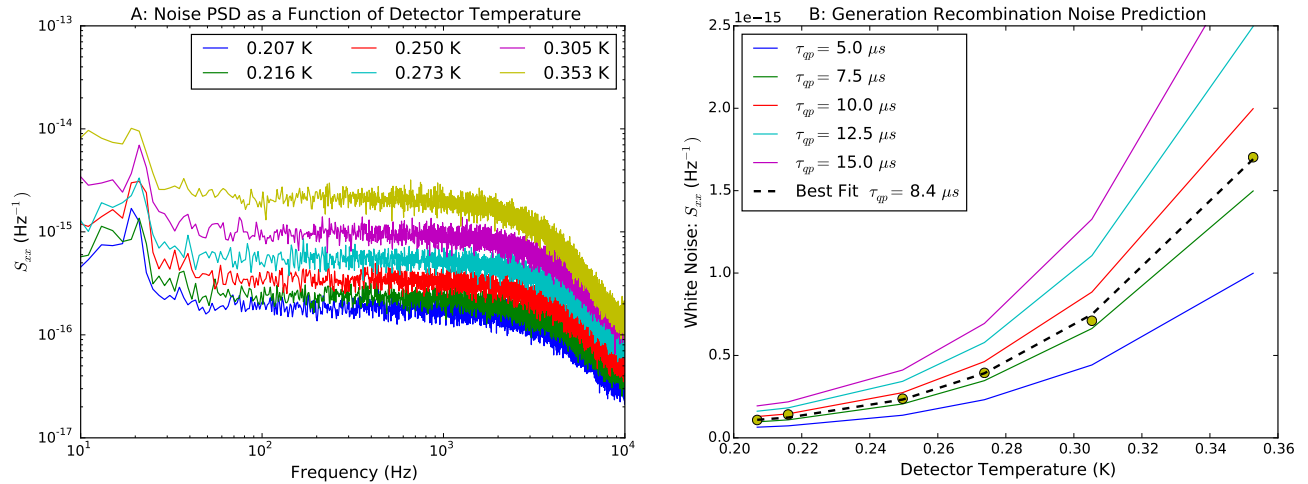 A: Noise PSD as a Function of Detector Temperature
10⁻¹³
10⁻¹⁴
10⁻¹⁵
10⁻¹⁶
10⁻¹⁷
S_xx (Hz⁻¹)
0.207 K 0.250 K 0.305 K
0.216 K 0.273 K 0.353 K
10¹ 10² 10³ 10⁴
Frequency (Hz)
B: Generation Recombination Noise Prediction
1e−15
2.5
2.0
1.5
1.0
0.5
0.0
White Noise: S_xx (Hz⁻¹)
τ_qp = 5.0 μs
τ_qp = 7.5 μs
τ_qp = 10.0 μs
τ_qp = 12.5 μs
τ_qp = 15.0 μs
Best Fit τ_qp = 8.4 μs
0.20 0.22 0.24 0.26 0.28 0.30 0.32 0.34 0.36
Detector Temperature (K)